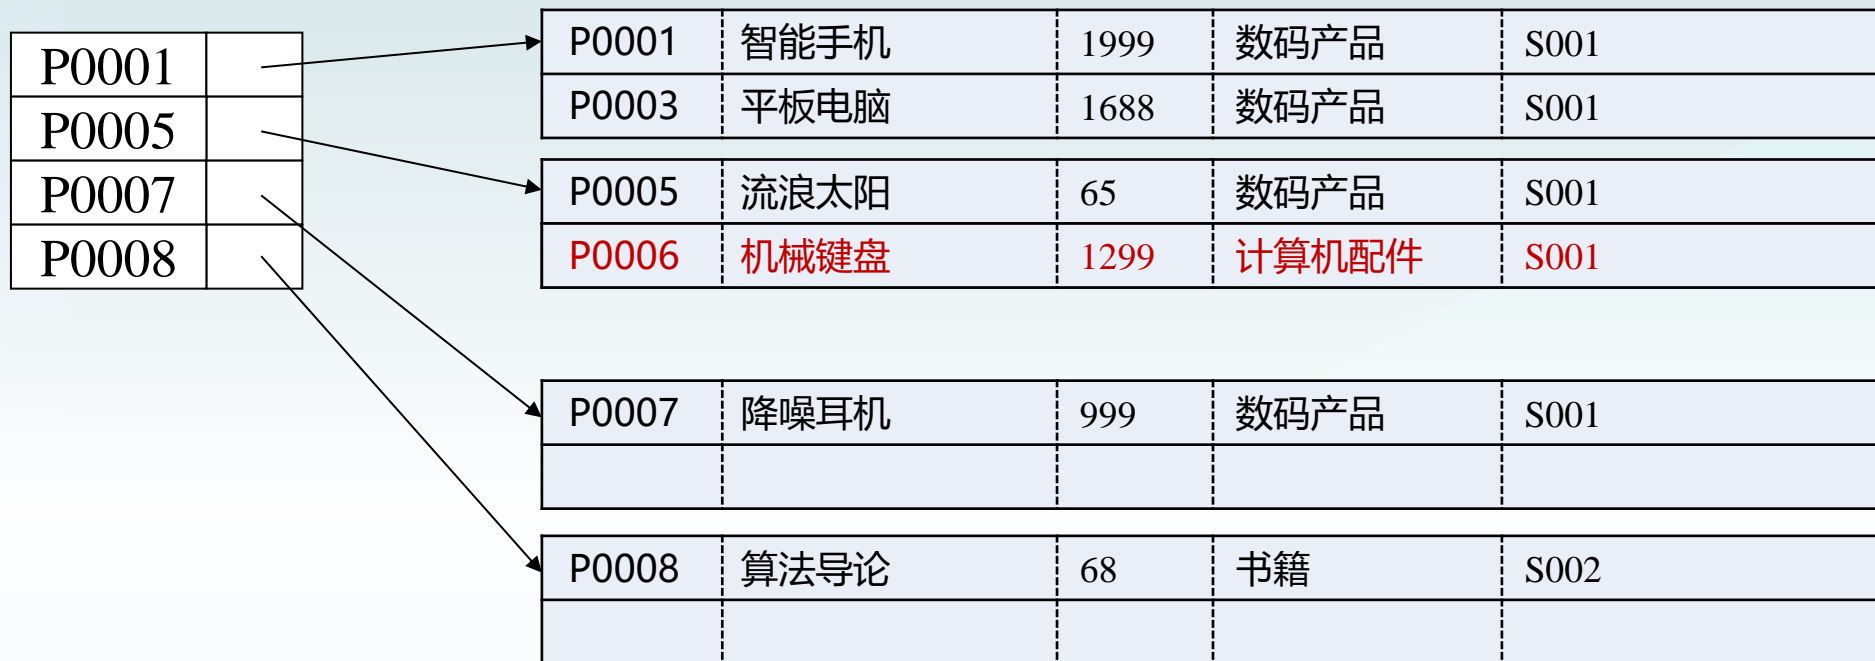 P0001
P0005
P0007
P0008
P0001 智能手机 1999 数码产品 S001
P0003 平板电脑 1688 数码产品 S001
P0005 流浪太阳 65 数码产品 S001
P0006 机械键盘 1299 计算机配件 S001
P0007 降噪耳机 999 数码产品 S001
P0008 算法导论 68 书籍 S002